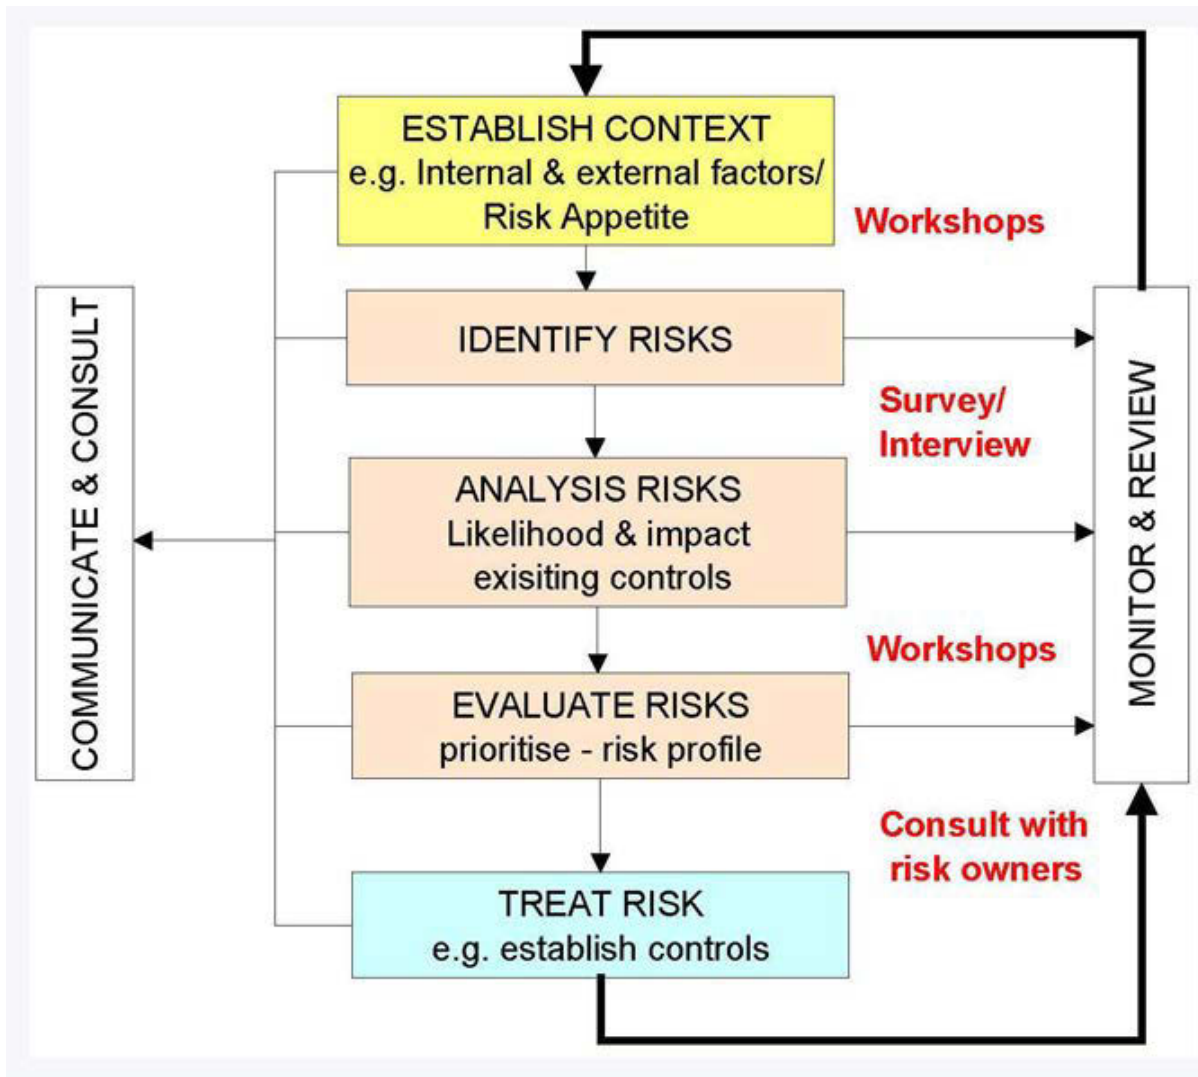 ESTABLISH CONTEXT
e.g. Internal & external factors/
Risk Appetite
Workshops
COMMUNICATE & CONSULT
IDENTIFY RISKS
MONITOR & REVIEW
Survey/
Interview
ANALYSIS RISKS
Likelihood & impact
exisiting controls
Workshops
EVALUATE RISKS
prioritise - risk profile
Consult with
risk owners
TREAT RISK
e.g. establish controls